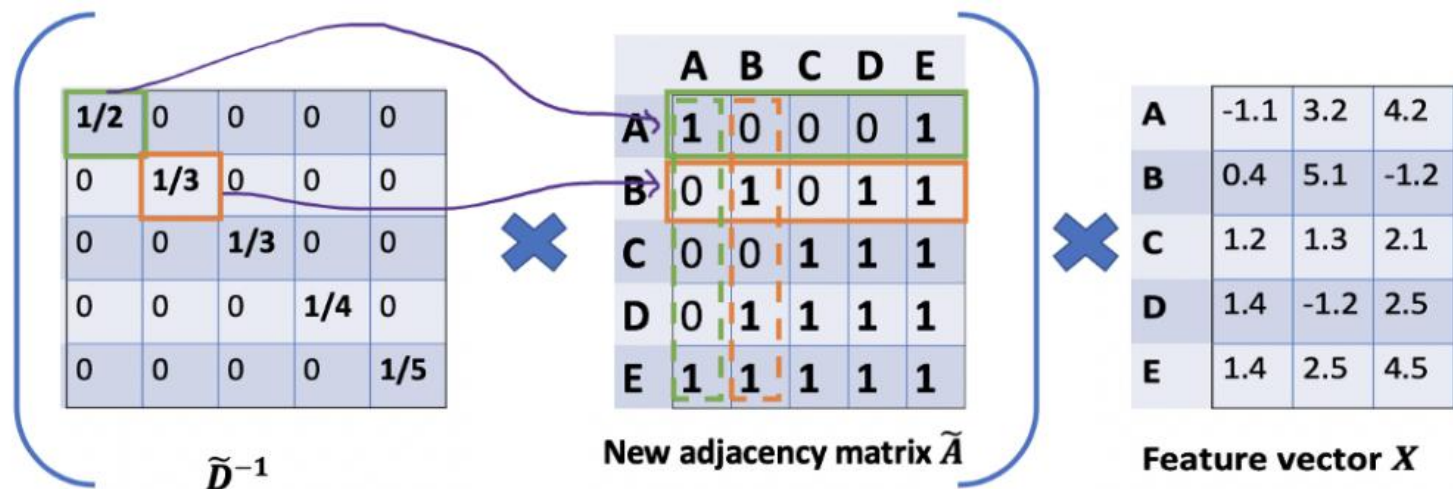 1/2 0 0 0 0
0 1/3 0 0 0
0 0 1/3 0 0
0 0 0 1/4 0
0 0 0 0 1/5
D̃⁻¹
A B C D E
A 1 0 0 0 1
B 0 1 0 1 1
C 0 0 1 1 1
D 0 1 1 1 1
E 1 1 1 1 1
New adjacency matrix Ã
A -1.1 3.2 4.2
B 0.4 5.1 -1.2
C 1.2 1.3 2.1
D 1.4 -1.2 2.5
E 1.4 2.5 4.5
Feature vector X